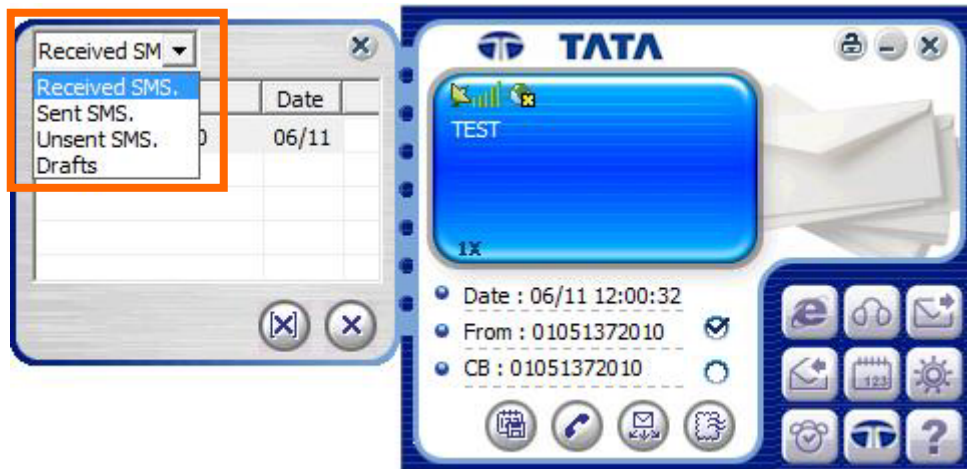 Received SM
Received SMS.
Sent SMS.
Unsent SMS.
Drafts
Date
06/11
TATA
TEST
1X
Date : 06/11 12:00:32
From : 01051372010
CB : 01051372010
123
?